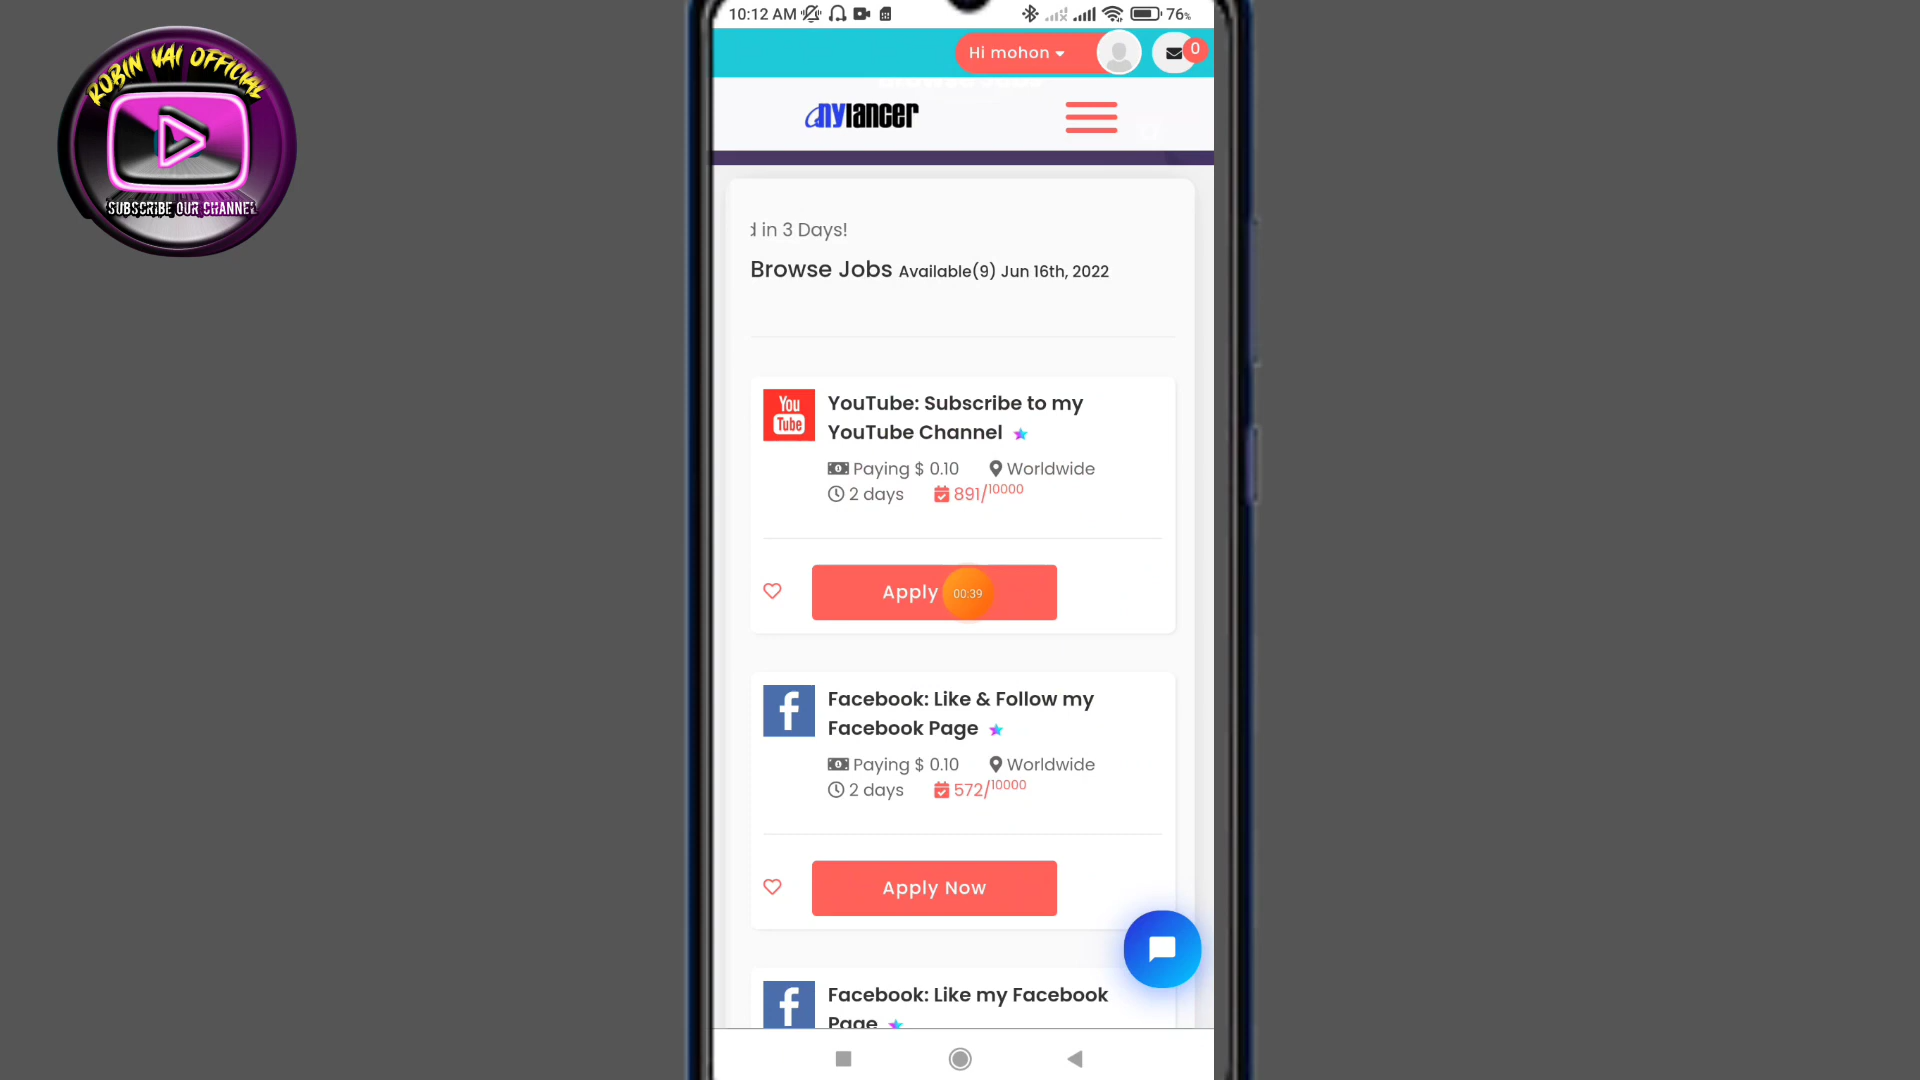 10:12 AM
76%
ROBIN VAI OFFICIAL
SUBSCRIBE OUR CHANNEL
Hi mohon
0
nylancer
d in 3 Days!
Browse Jobs Available(9) Jun 16th, 2022
You
Tube
YouTube: Subscribe to my
YouTube Channel
Paying $ 0.10 Worldwide
2 days 891/10000
Apply
00:39
f
Facebook: Like & Follow my
Facebook Page
Paying $ 0.10 Worldwide
2 days 572/10000
Apply Now
f
Facebook: Like my Facebook
Page